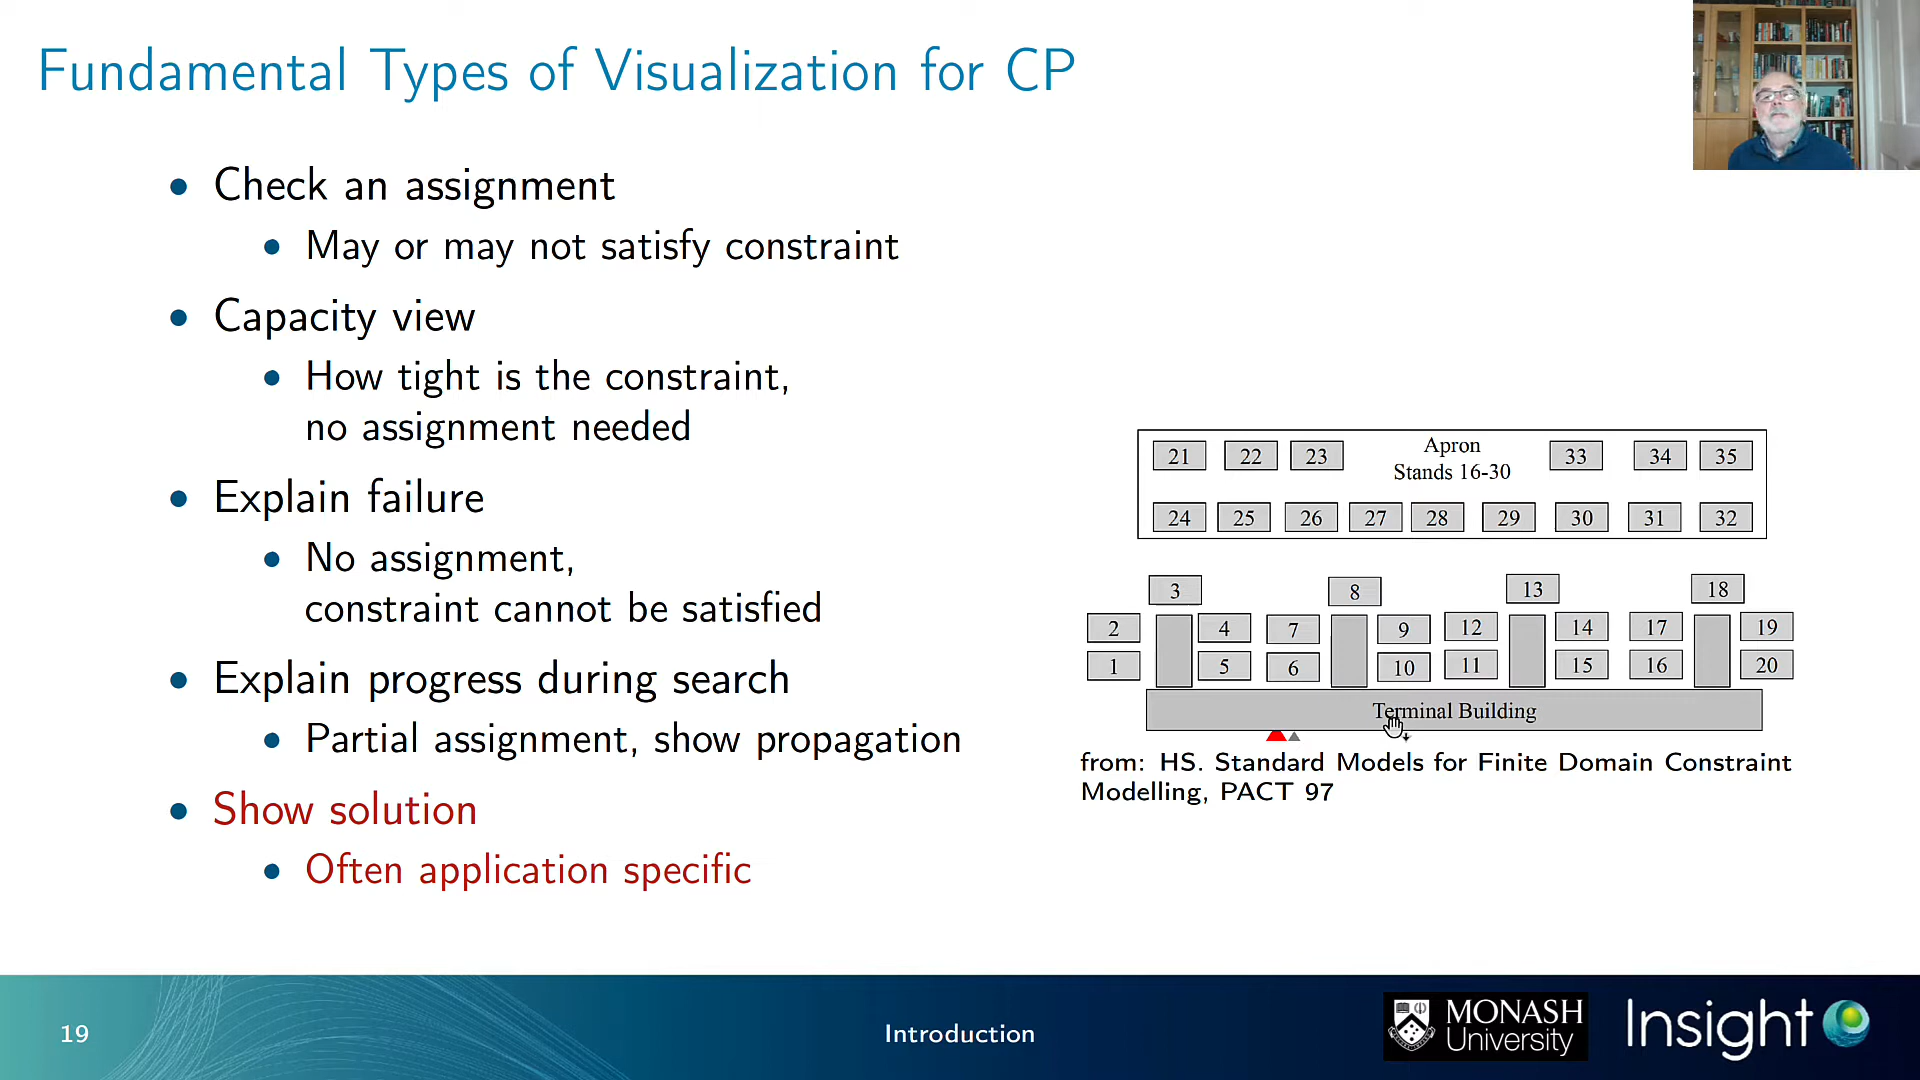 Fundamental Types of Visualization for CP
Check an assignment
May or may not satisfy constraint
Capacity view
How tight is the constraint,
no assignment needed
Explain failure
No assignment,
constraint cannot be satisfied
Explain progress during search
Partial assignment, show propagation
Show solution
Often application specific
Apron
Stands 16-30
21 22 23 33 34 35
24 25 26 27 28 29 30 31 32
3 8 13 18
2 4 7 9 12 14 17 19
1 5 6 10 11 15 16 20
Terminal Building
from: HS. Standard Models for Finite Domain Constraint
Modelling, PACT 97
19
Introduction
MONASH
University
Insight